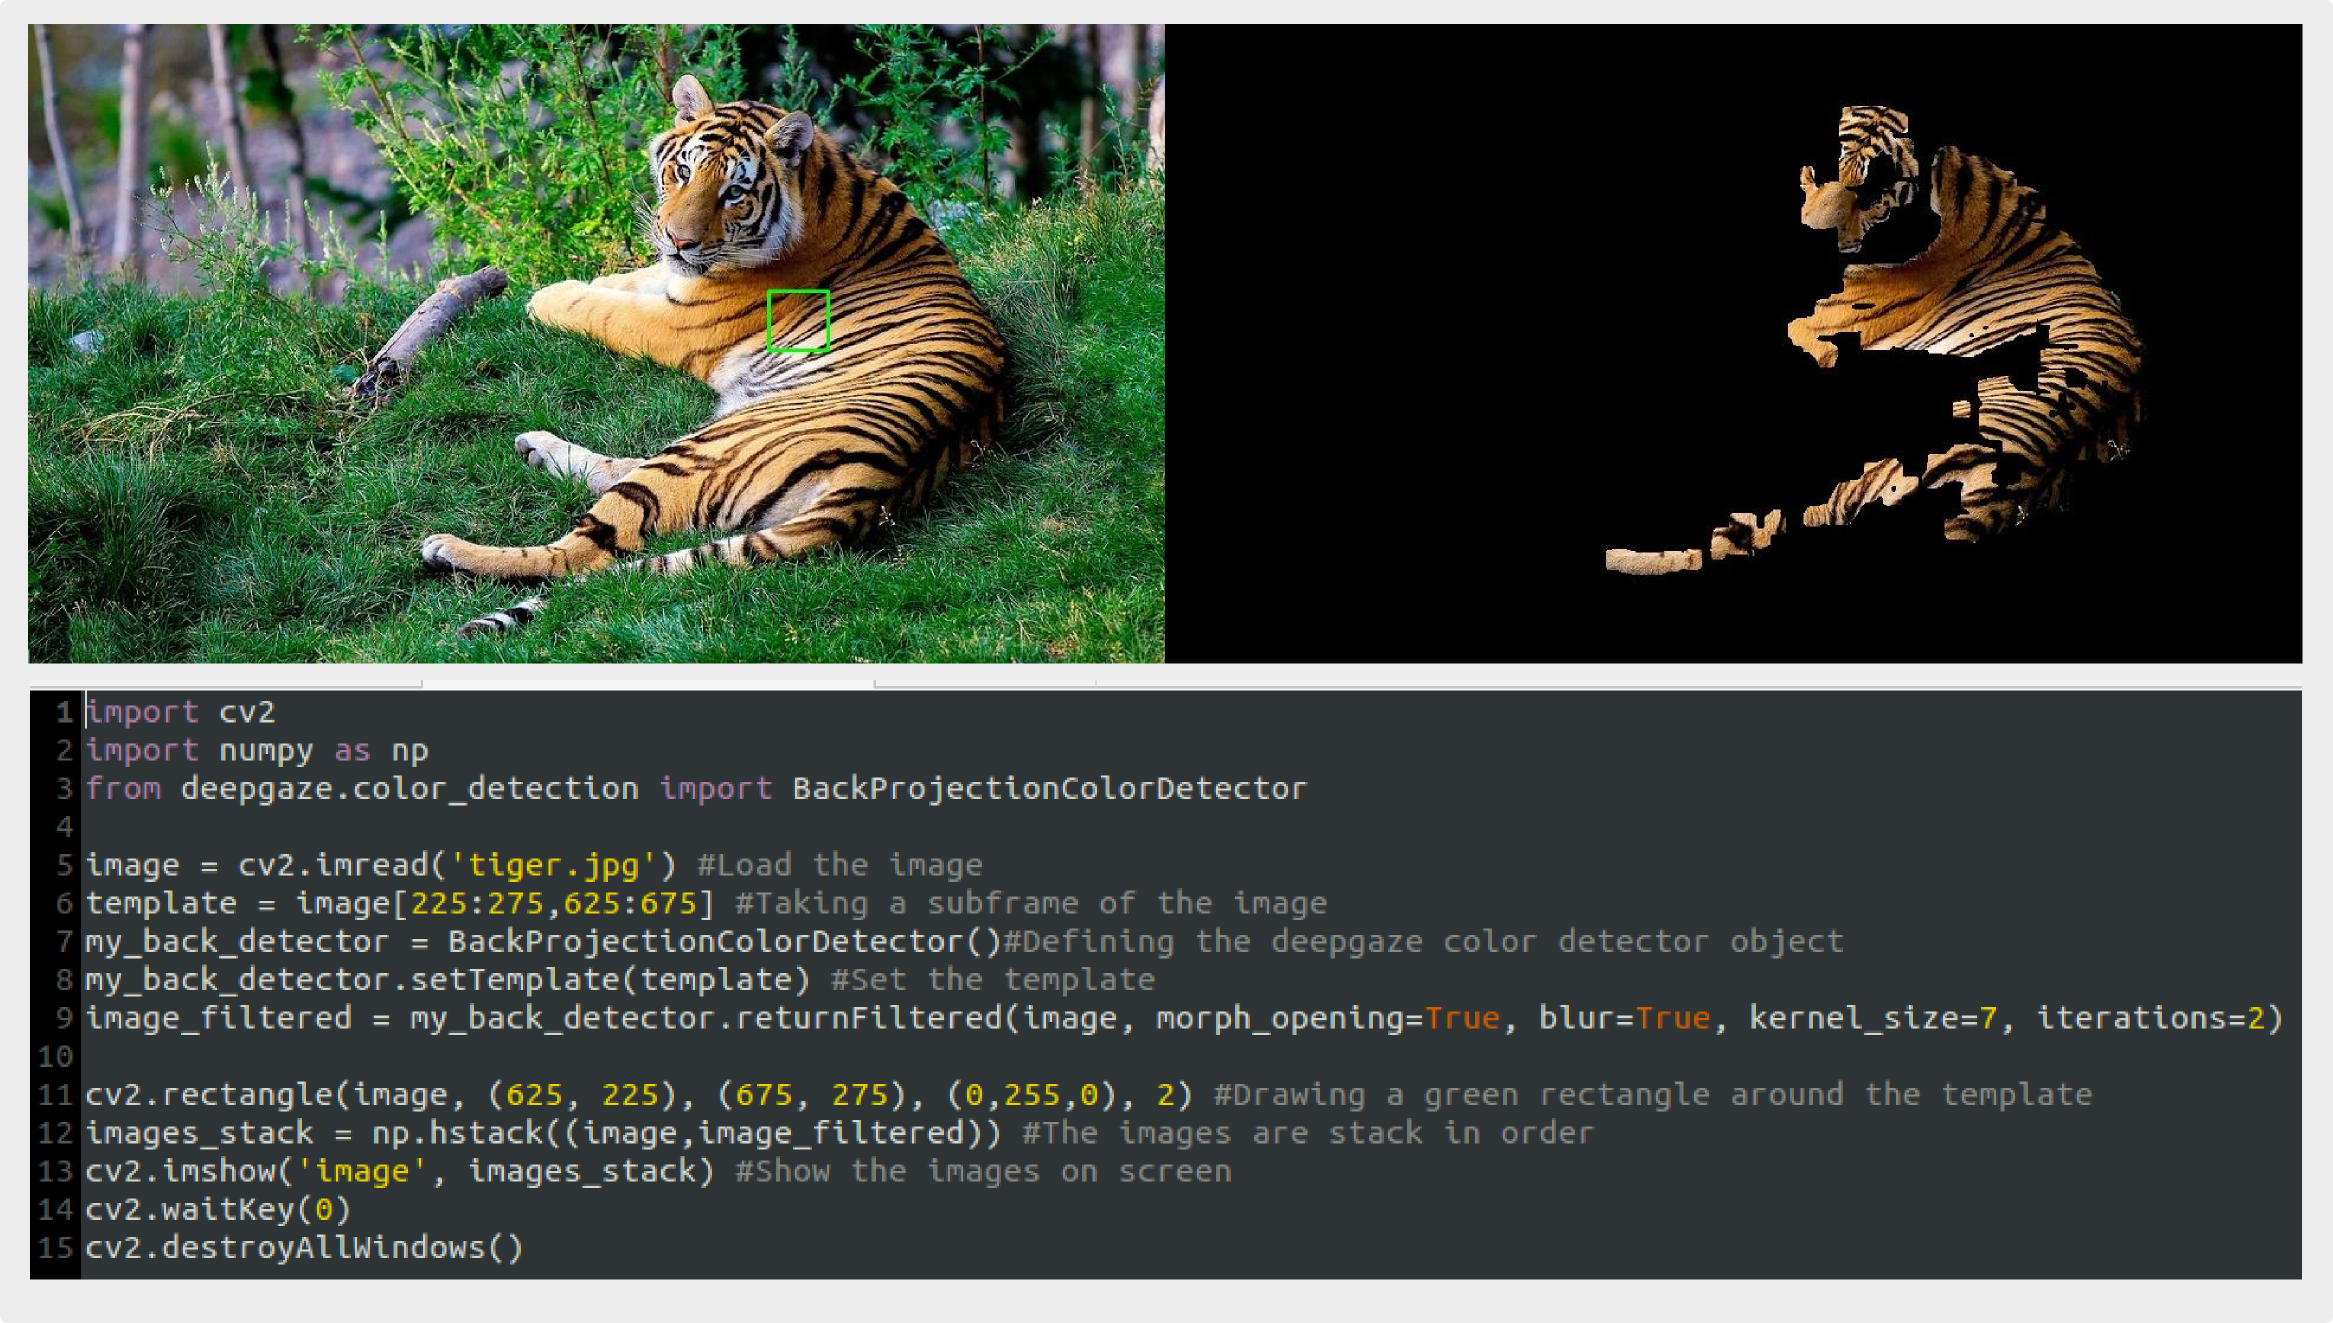 1 import cv2
2 import numpy as np
3 from deepgaze.color_detection import BackProjectionColorDetector
4
5 image = cv2.imread('tiger.jpg') #Load the image
6 template = image[225:275,625:675] #Taking a subframe of the image
7 my_back_detector = BackProjectionColorDetector()#Defining the deepgaze color detector object
8 my_back_detector.setTemplate(template) #Set the template
9 image_filtered = my_back_detector.returnFiltered(image, morph_opening=True, blur=True, kernel_size=7, iterations=2)
10
11 cv2.rectangle(image, (625, 225), (675, 275), (0,255,0), 2) #Drawing a green rectangle around the template
12 images_stack = np.hstack((image,image_filtered)) #The images are stack in order
13 cv2.imshow('image', images_stack) #Show the images on screen
14 cv2.waitKey(0)
15 cv2.destroyAllWindows()